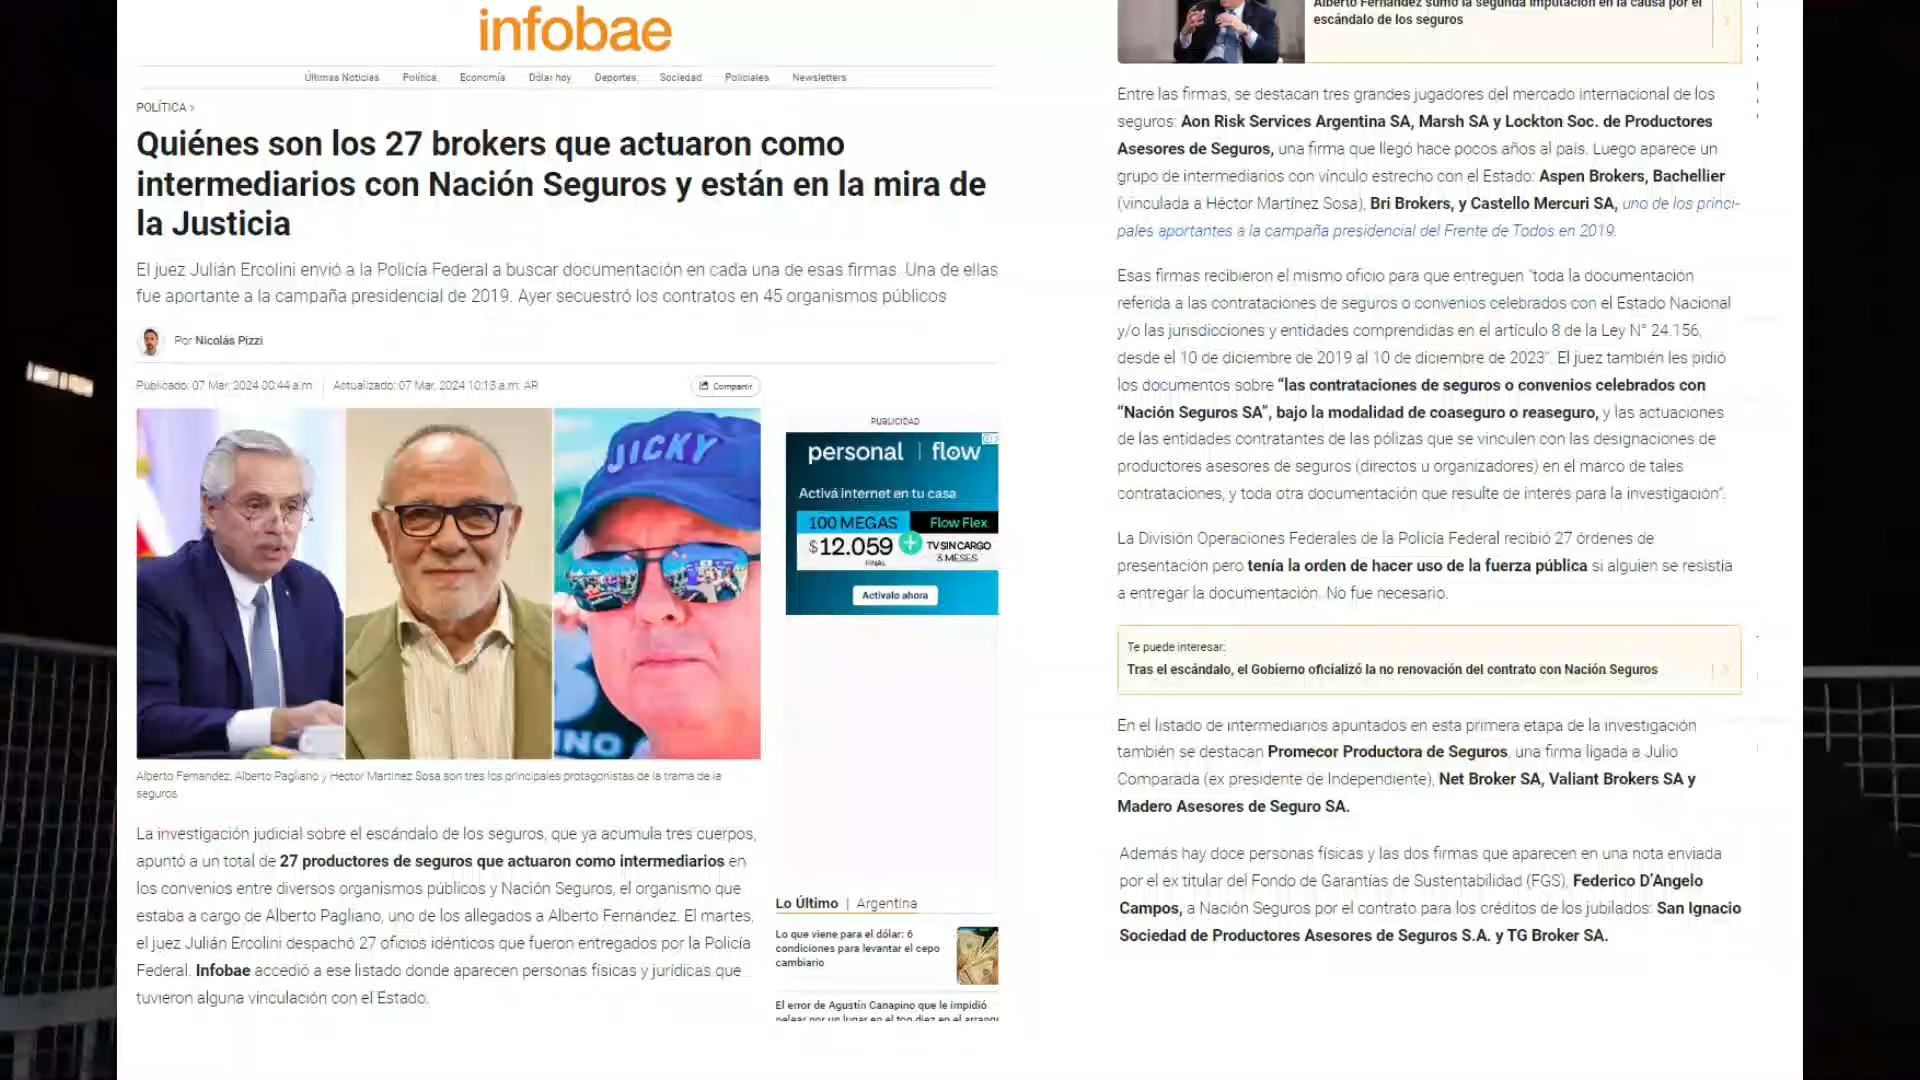 infobae
Últimas Noticias Política Economía Dólar hoy Deportes Sociedad Policiales Newsletters
POLÍTICA >
Quiénes son los 27 brokers que actuaron como
intermediarios con Nación Seguros y están en la mira de
la Justicia
El juez Julián Ercolini envió a la Policía Federal a buscar documentación en cada una de esas firmas. Una de ellas
fue aportante a la campaña presidencial de 2019. Ayer secuestró los contratos en 45 organismos públicos
Por Nicolás Pizzi
Publicado: 07 Mar, 2024 00:44 a.m. Actualizado: 07 Mar, 2024 10:13 a.m. AR
Compartir
JICKY
INO
Alberto Fernandez, Alberto Pagliano y Hector Martinez Sosa son tres los principales protagonistas de la trama de la
seguros
La investigación judicial sobre el escándalo de los seguros, que ya acumula tres cuerpos,
apuntó a un total de 27 productores de seguros que actuaron como intermediarios en
los convenios entre diversos organismos públicos y Nación Seguros, el organismo que
estaba a cargo de Alberto Pagliano, uno de los allegados a Alberto Fernández. El martes,
el juez Julián Ercolini despachó 27 oficios idénticos que fueron entregados por la Policía
Federal. Infobae accedió a ese listado donde aparecen personas físicas y jurídicas que
tuvieron alguna vinculación con el Estado.
PUBLICIDAD
personal | flow
Activá internet en tu casa
100 MEGAS Flow Flex
$12.059 + TV SIN CARGO
FINAL 3 MESES
Activalo ahora
Lo Último | Argentina
Lo que viene para el dólar: 6
condiciones para levantar el cepo
cambiario
El error de Agustín Canapino que le impidió
pelear por un lugar en el top diez en el arranque
Alberto Fernández sumó la segunda imputación en la causa por el
escándalo de los seguros
Entre las firmas, se destacan tres grandes jugadores del mercado internacional de los
seguros: Aon Risk Services Argentina SA, Marsh SA y Lockton Soc. de Productores
Asesores de Seguros, una firma que llegó hace pocos años al país. Luego aparece un
grupo de intermediarios con vínculo estrecho con el Estado: Aspen Brokers, Bachellier
(vinculada a Héctor Martínez Sosa), Bri Brokers, y Castello Mercuri SA, uno de los princi-
pales aportantes a la campaña presidencial del Frente de Todos en 2019.
Esas firmas recibieron el mismo oficio para que entreguen “toda la documentación
referida a las contrataciones de seguros o convenios celebrados con el Estado Nacional
y/o las jurisdicciones y entidades comprendidas en el artículo 8 de la Ley N° 24.156,
desde el 10 de diciembre de 2019 al 10 de diciembre de 2023”. El juez también les pidió
los documentos sobre “las contrataciones de seguros o convenios celebrados con
“Nación Seguros SA”, bajo la modalidad de coaseguro o reaseguro, y las actuaciones
de las entidades contratantes de las pólizas que se vinculen con las designaciones de
productores asesores de seguros (directos u organizadores) en el marco de tales
contrataciones, y toda otra documentación que resulte de interés para la investigación”.
La División Operaciones Federales de la Policía Federal recibió 27 órdenes de
presentación pero tenía la orden de hacer uso de la fuerza pública si alguien se resistía
a entregar la documentación. No fue necesario.
Te puede interesar:
Tras el escándalo, el Gobierno oficializó la no renovación del contrato con Nación Seguros
En el listado de intermediarios apuntados en esta primera etapa de la investigación
también se destacan Promecor Productora de Seguros, una firma ligada a Julio
Comparada (ex presidente de Independiente), Net Broker SA, Valiant Brokers SA y
Madero Asesores de Seguro SA.
Además hay doce personas físicas y las dos firmas que aparecen en una nota enviada
por el ex titular del Fondo de Garantías de Sustentabilidad (FGS), Federico D’Angelo
Campos, a Nación Seguros por el contrato para los créditos de los jubilados: San Ignacio
Sociedad de Productores Asesores de Seguros S.A. y TG Broker SA.